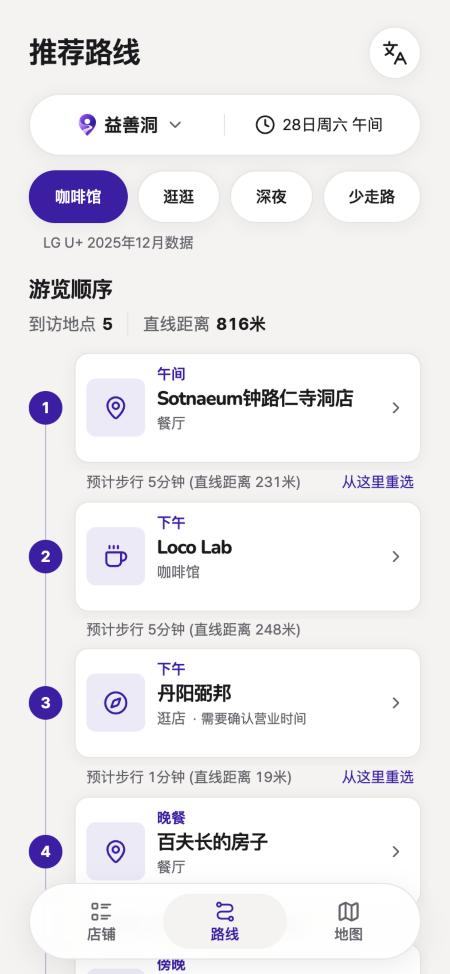 推荐路线
益善洞
28日周六 午间
咖啡馆
逛逛
深夜
少走路
LG U+ 2025年12月数据
游览顺序
到访地点 5
直线距离 816米
1
午间
Sotnaeum钟路仁寺洞店
餐厅
预计步行 5分钟 (直线距离 231米)
从这里重选
2
下午
Loco Lab
咖啡馆
预计步行 5分钟 (直线距离 248米)
3
下午
丹阳弼邦
逛店 · 需要确认营业时间
预计步行 1分钟 (直线距离 19米)
从这里重选
4
晚餐
百夫长的房子
餐厅
店铺
路线
地图
傍晚